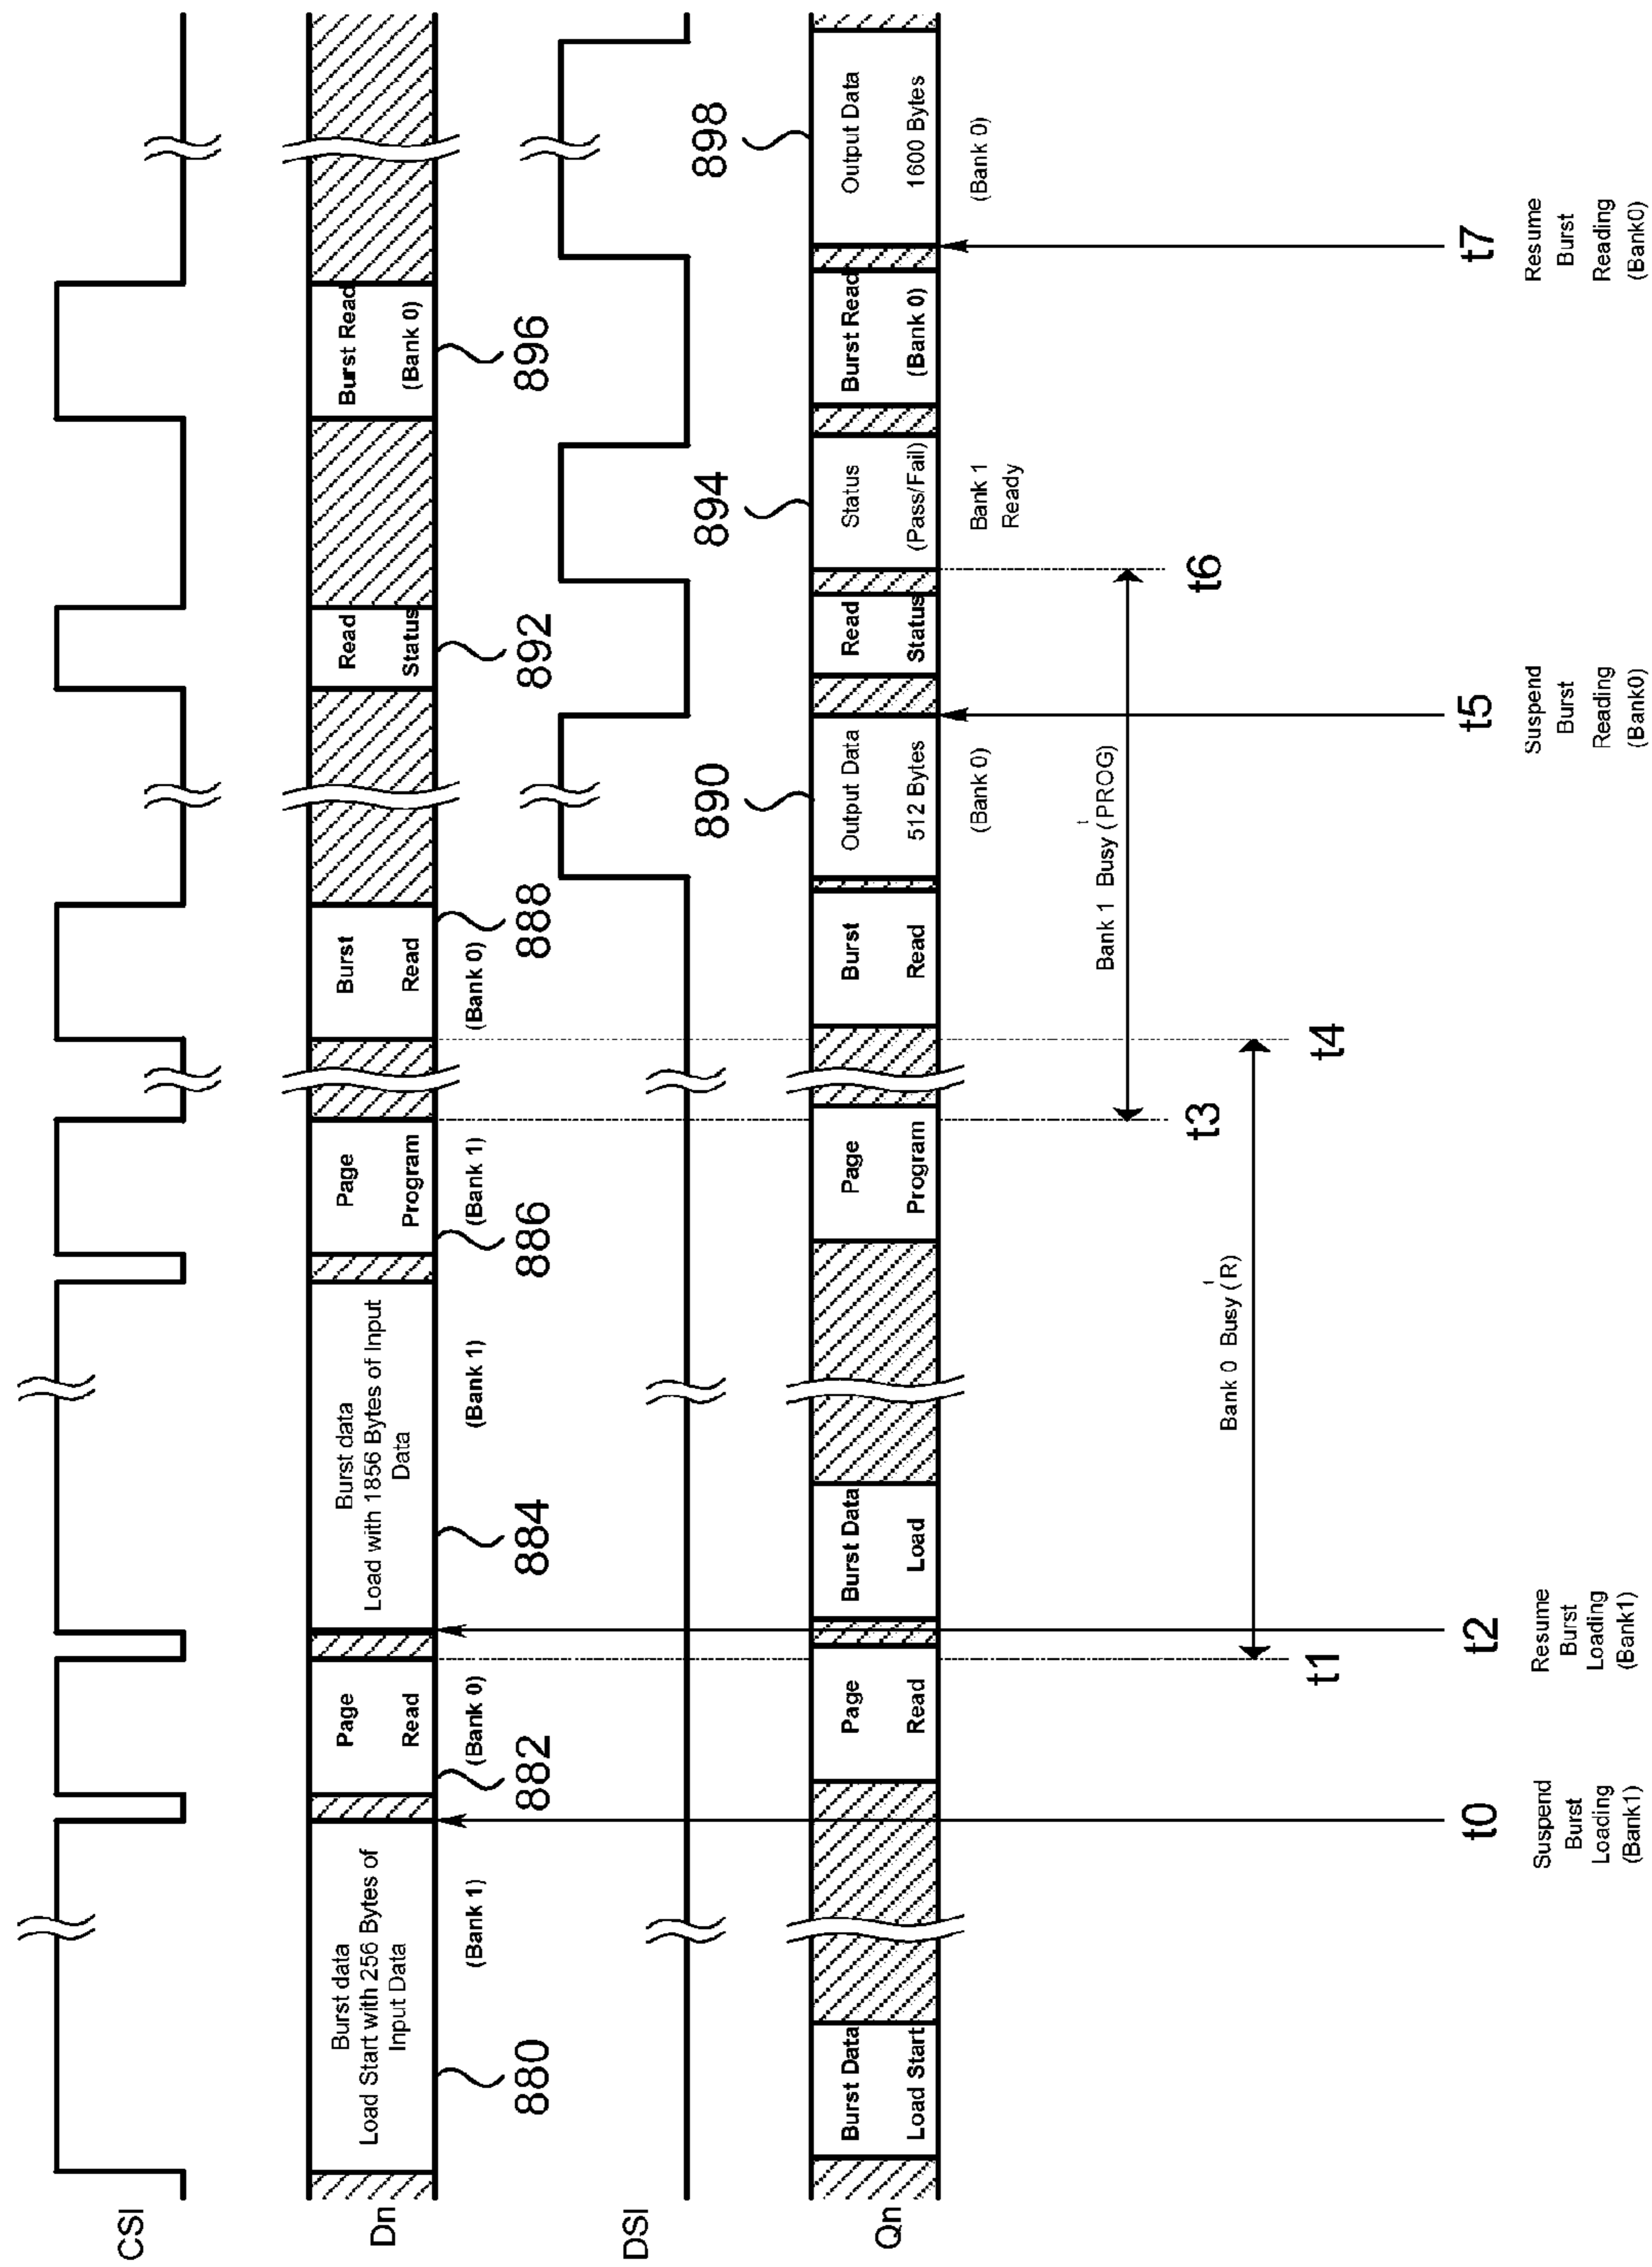 CSI
Dn
Burst data
Load Start with 256 Bytes of
Input Data
Page
Read
Burst data
Load with 1856 Bytes of Input
Data
Page
Program
Burst
Read
Read
Status
Burst Read
(Bank 0)
(Bank 1)
(Bank 0)
(Bank 1)
(Bank 1)
(Bank 0)
880
882
884
886
888
892
896
DSI
890
894
898
Qn
Burst Data
Load Start
Page
Read
Burst Data
Load
Page
Program
Burst
Read
Output Data
512 Bytes
Read
Status
Status
(Pass/Fail)
Burst Read
(Bank 0)
Output Data
1600 Bytes
(Bank 0)
Bank 1
Ready
(Bank 0)
Bank 1 Busy (tPROG)
t3
t6
Bank 0 Busy (tR)
t1
t4
t0
Suspend
Burst
Loading
(Bank1)
t2
Resume
Burst
Loading
(Bank1)
t5
Suspend
Burst
Reading
(Bank0)
t7
Resume
Burst
Reading
(Bank0)